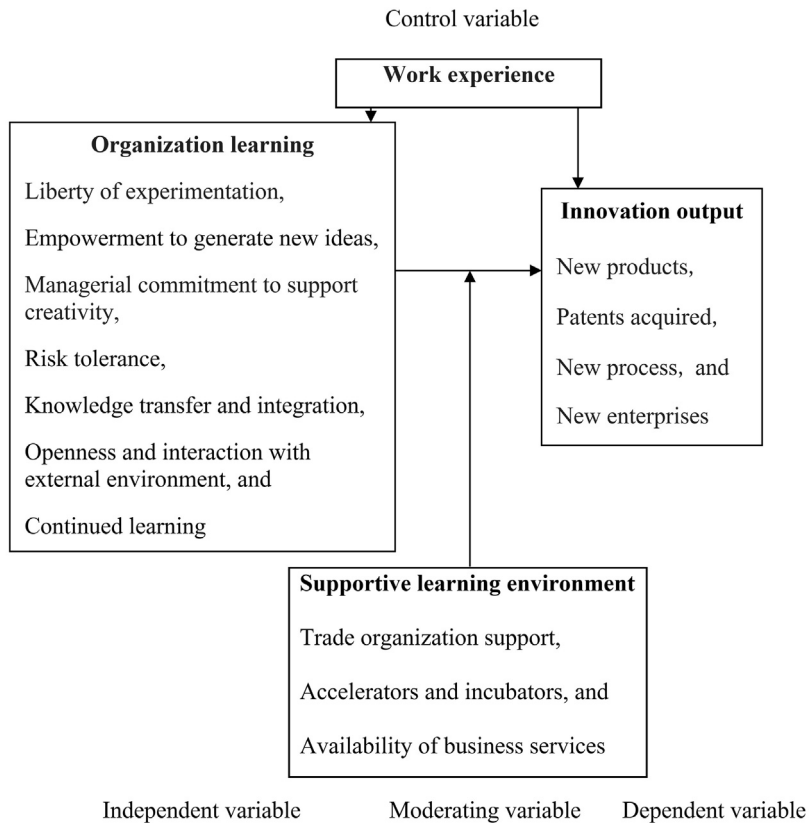 Control variable
Work experience
Organization learning
Liberty of experimentation,
Empowerment to generate new ideas,
Managerial commitment to support
creativity,
Risk tolerance,
Knowledge transfer and integration,
Openness and interaction with
external environment, and
Continued learning
Innovation output
New products,
Patents acquired,
New process, and
New enterprises
Supportive learning environment
Trade organization support,
Accelerators and incubators, and
Availability of business services
Independent variable
Moderating variable
Dependent variable